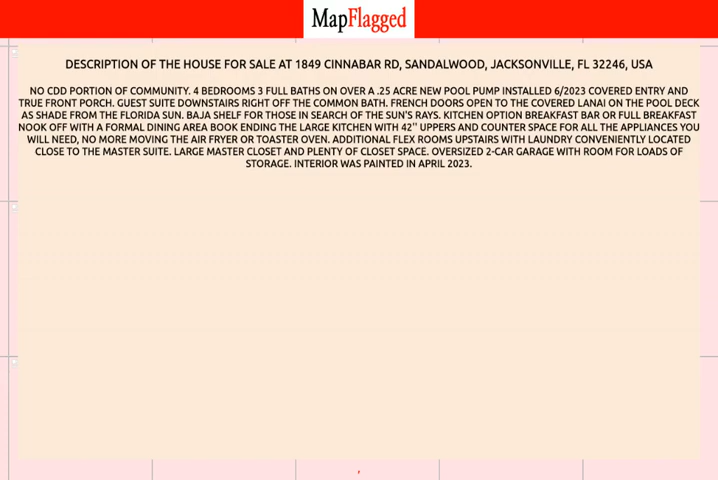 MapFlagged
DESCRIPTION OF THE HOUSE FOR SALE AT 1849 CINNABAR RD, SANDALWOOD, JACKSONVILLE, FL 32246, USA
NO CDD PORTION OF COMMUNITY. 4 BEDROOMS 3 FULL BATHS ON OVER A .25 ACRE NEW POOL PUMP INSTALLED 6/2023 COVERED ENTRY AND
TRUE FRONT PORCH. GUEST SUITE DOWNSTAIRS RIGHT OFF THE COMMON BATH. FRENCH DOORS OPEN TO THE COVERED LANAI ON THE POOL DECK
AS SHADE FROM THE FLORIDA SUN. BAJA SHELF FOR THOSE IN SEARCH OF THE SUN'S RAYS. KITCHEN OPTION BREAKFAST BAR OR FULL BREAKFAST
NOOK OFF WITH A FORMAL DINING AREA BOOK ENDING THE LARGE KITCHEN WITH 42'' UPPERS AND COUNTER SPACE FOR ALL THE APPLIANCES YOU
WILL NEED, NO MORE MOVING THE AIR FRYER OR TOASTER OVEN. ADDITIONAL FLEX ROOMS UPSTAIRS WITH LAUNDRY CONVENIENTLY LOCATED
CLOSE TO THE MASTER SUITE. LARGE MASTER CLOSET AND PLENTY OF CLOSET SPACE. OVERSIZED 2-CAR GARAGE WITH ROOM FOR LOADS OF
STORAGE. INTERIOR WAS PAINTED IN APRIL 2023.